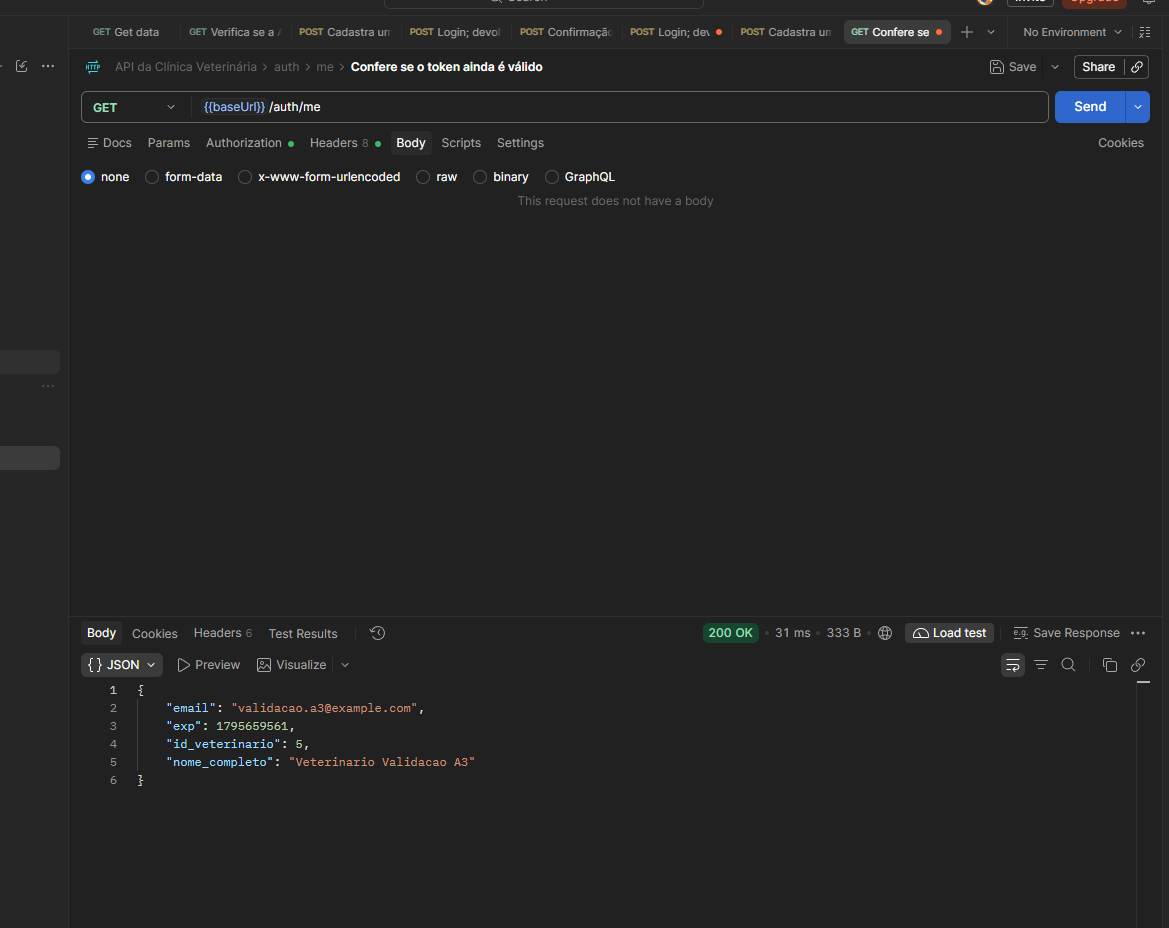 Search
Invite
Upgrade
GET Get data
GET Verifica se a
POST Cadastra un
POST Login; devol
POST Confirmação
POST Login; dev
POST Cadastra un
GET Confere se
No Environment
API da Clínica Veterinária > auth > me > Confere se o token ainda é válido
Save
Share
GET
{{baseUrl}} /auth/me
Send
Docs
Params
Authorization
Headers 8
Body
Scripts
Settings
Cookies
none
form-data
x-www-form-urlencoded
raw
binary
GraphQL
This request does not have a body
Body
Cookies
Headers 6
Test Results
200 OK
31 ms
333 B
Load test
e.g. Save Response
{ } JSON
Preview
Visualize
1 {
2 "email": "validacao.a3@example.com",
3 "exp": 1795659561,
4 "id_veterinario": 5,
5 "nome_completo": "Veterinario Validacao A3"
6 }